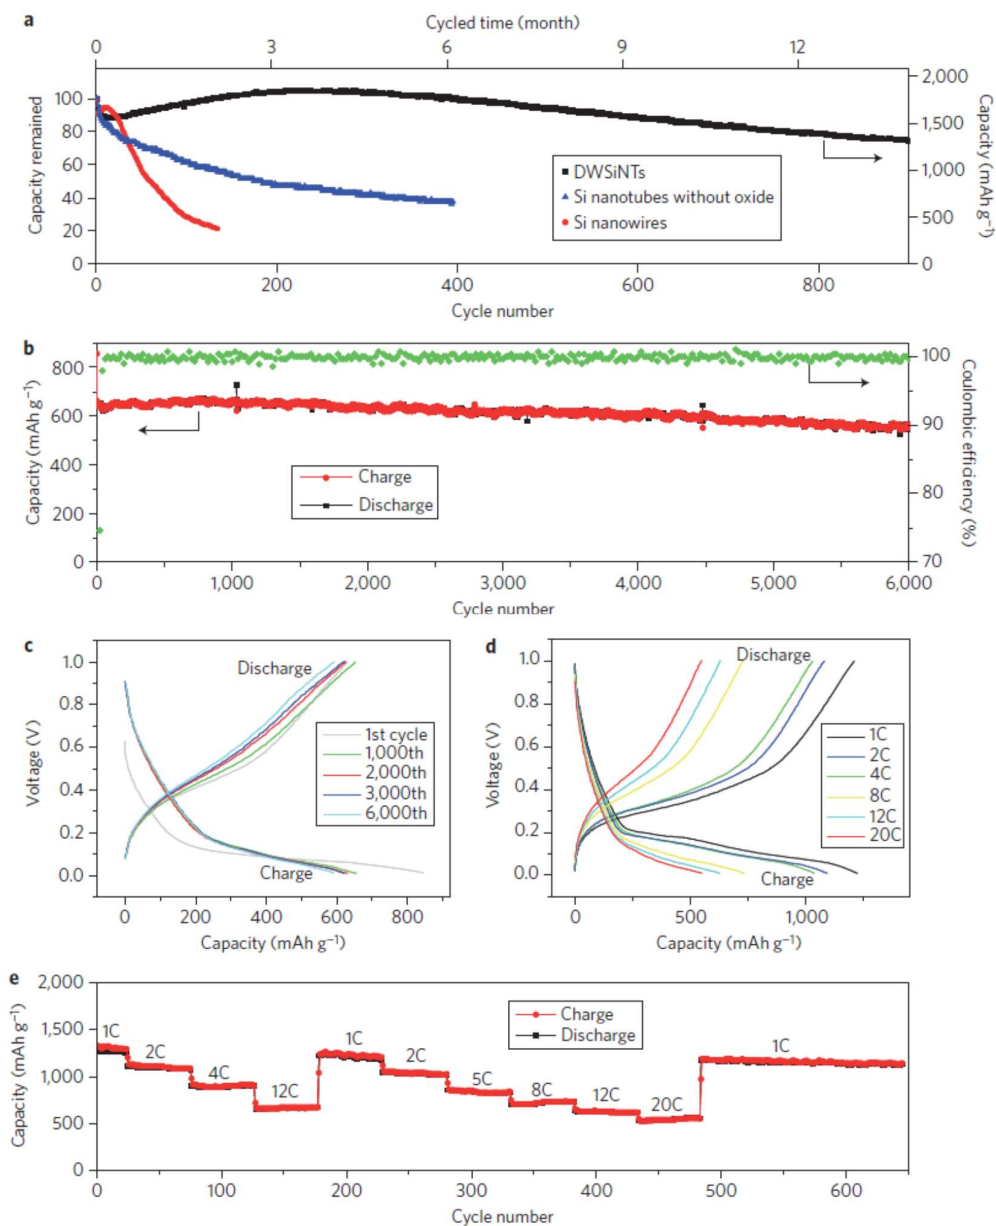 a
Cycled time (month)
0 3 6 9 12
Capacity remained
100
80
60
40
20
0
2,000
1,500
1,000
500
0
Capacity (mAh g⁻¹)
DWSiNTs
Si nanotubes without oxide
Si nanowires
0 200 400 600 800
Cycle number
b
Capacity (mAh g⁻¹)
800
600
400
200
0
100
90
80
70
Coulombic efficiency (%)
Charge
Discharge
0 1,000 2,000 3,000 4,000 5,000 6,000
Cycle number
c
Voltage (V)
1.0
0.8
0.6
0.4
0.2
0.0
Discharge
1st cycle
1,000th
2,000th
3,000th
6,000th
Charge
0 200 400 600 800
Capacity (mAh g⁻¹)
d
Voltage (V)
1.0
0.8
0.6
0.4
0.2
0.0
Discharge
1C
2C
4C
8C
12C
20C
Charge
0 500 1,000
Capacity (mAh g⁻¹)
e
Capacity (mAh g⁻¹)
2,000
1,500
1,000
500
0
Charge
Discharge
1C 2C 4C 12C 1C 2C 5C 8C 12C 20C 1C
0 100 200 300 400 500 600
Cycle number